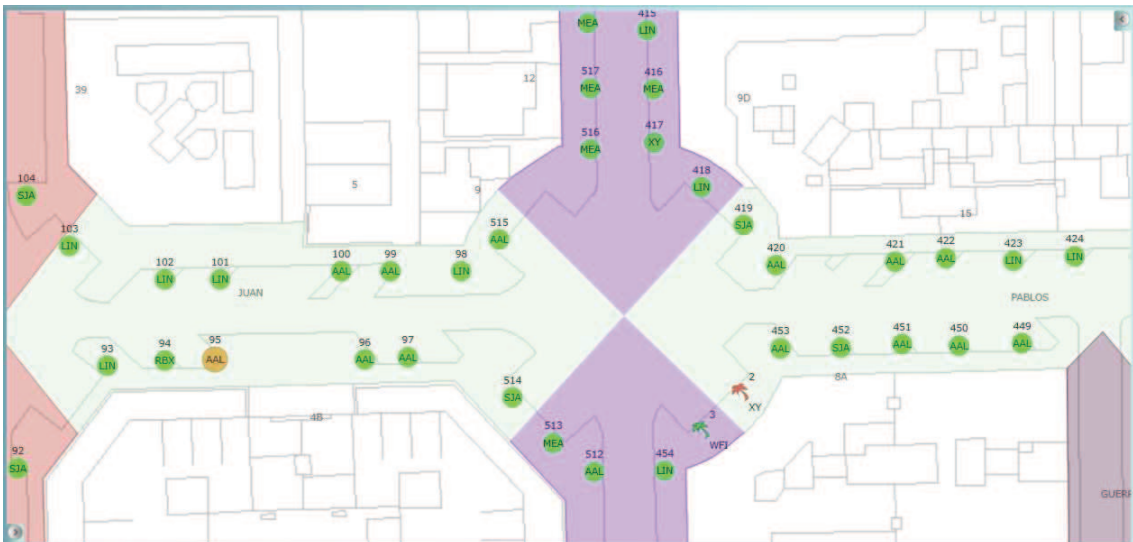 415
MEA
LIN
517
416
MEA
MEA
12
39
9D
516
417
MEA
XY
104
SJA
5
9
418
LIN
419
SJA
15
103
LIN
515
AAL
102
LIN
101
LIN
100
AAL
99
AAL
98
LIN
420
AAL
421
AAL
422
AAL
423
LIN
424
LIN
JUAN
PABLOS
93
LIN
94
RBX
95
AAL
96
AAL
97
AAL
453
AAL
452
SJA
451
AAL
450
AAL
449
AAL
514
SJA
2
XY
6A
4B
3
WFI
513
MEA
512
AAL
454
LIN
92
SJA